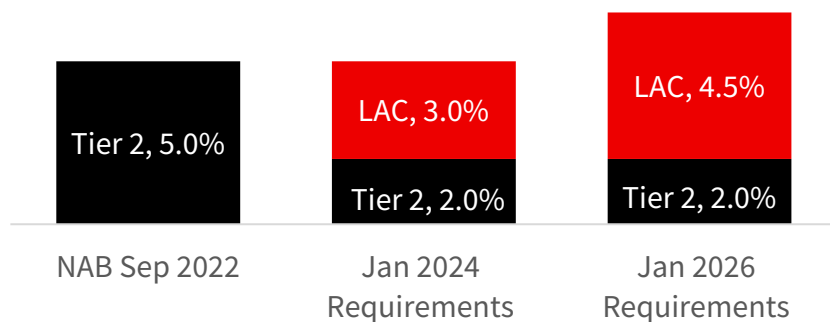 LAC, 4.5%
LAC, 3.0%
Tier 2, 5.0%
Tier 2, 2.0%
Tier 2, 2.0%
NAB Sep 2022
Jan 2024
Requirements
Jan 2026
Requirements